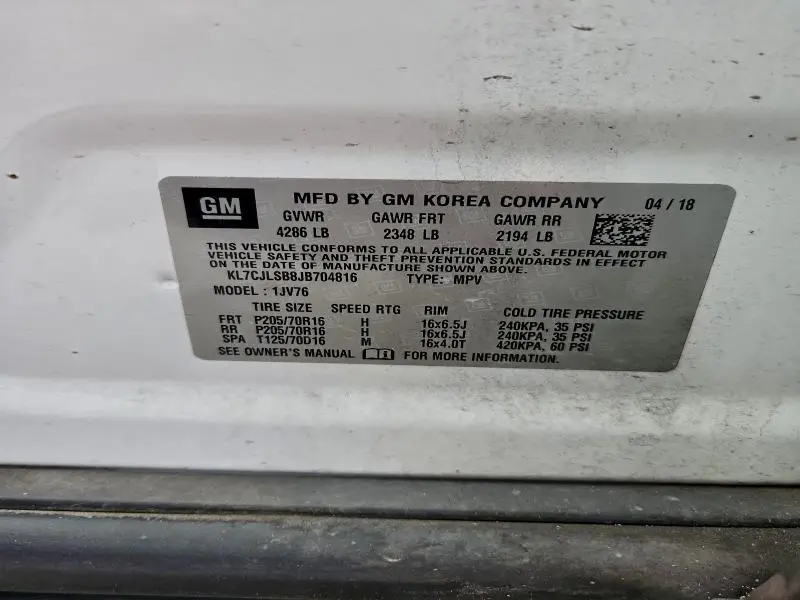 GM MFD BY GM KOREA COMPANY 04 / 18
GVWR GAWR FRT GAWR RR
4286 LB 2348 LB 2194 LB
THIS VEHICLE CONFORMS TO ALL APPLICABLE U.S. FEDERAL MOTOR
VEHICLE SAFETY AND THEFT PREVENTION STANDARDS IN EFFECT
ON THE DATE OF MANUFACTURE SHOWN ABOVE.
KL7CJLSB8JB704816 TYPE: MPV
MODEL : 1JV76
TIRE SIZE SPEED RTG RIM COLD TIRE PRESSURE
FRT P205/70R16 H 16x6.5J 240KPA, 35 PSI
RR P205/70R16 H 16x6.5J 240KPA, 35 PSI
SPA T125/70D16 M 16x4.0T 420KPA, 60 PSI
SEE OWNER'S MANUAL FOR MORE INFORMATION.